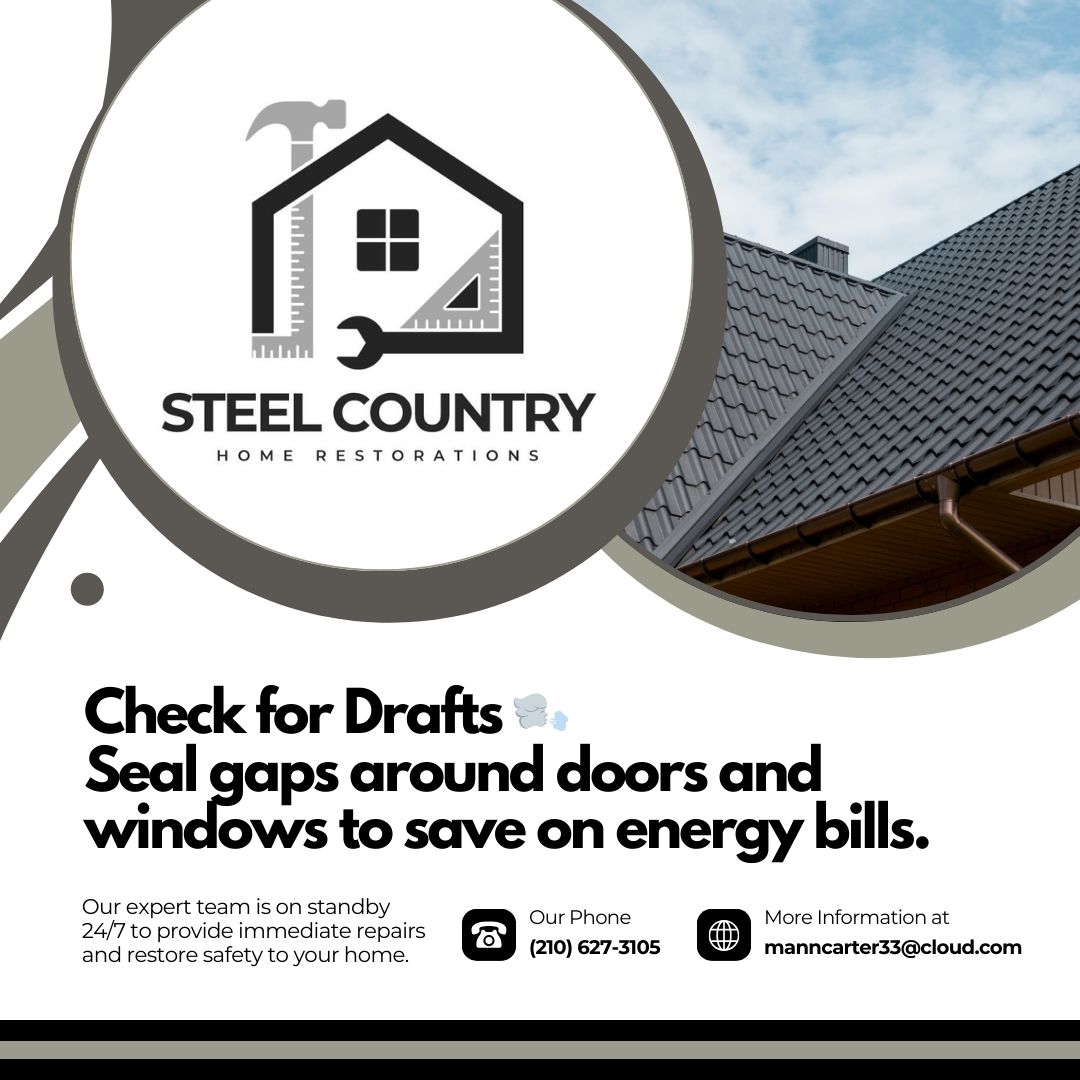 STEEL COUNTRY
HOME RESTORATIONS
Check for Drafts
Seal gaps around doors and
windows to save on energy bills.
Our expert team is on standby
24/7 to provide immediate repairs
and restore safety to your home.
Our Phone
(210) 627-3105
More Information at
manncarter33@cloud.com